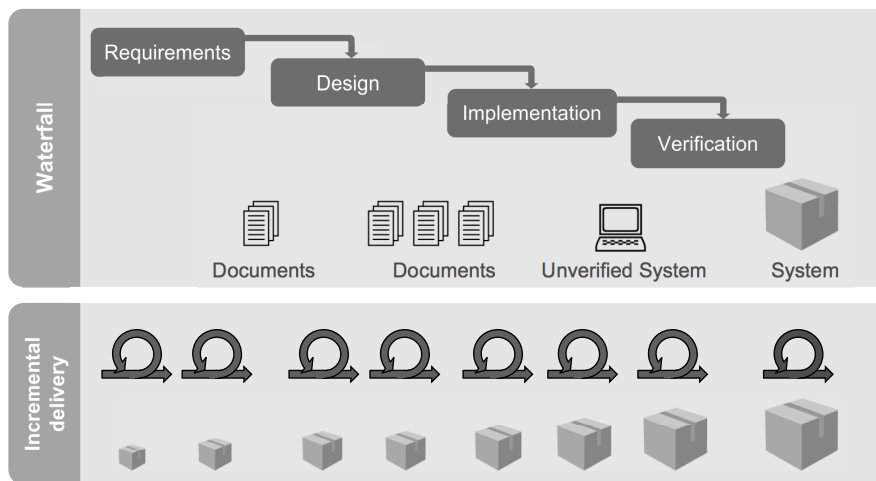 Waterfall
Requirements
Design
Implementation
Verification
Documents
Documents
Unverified System
System
Incremental
delivery